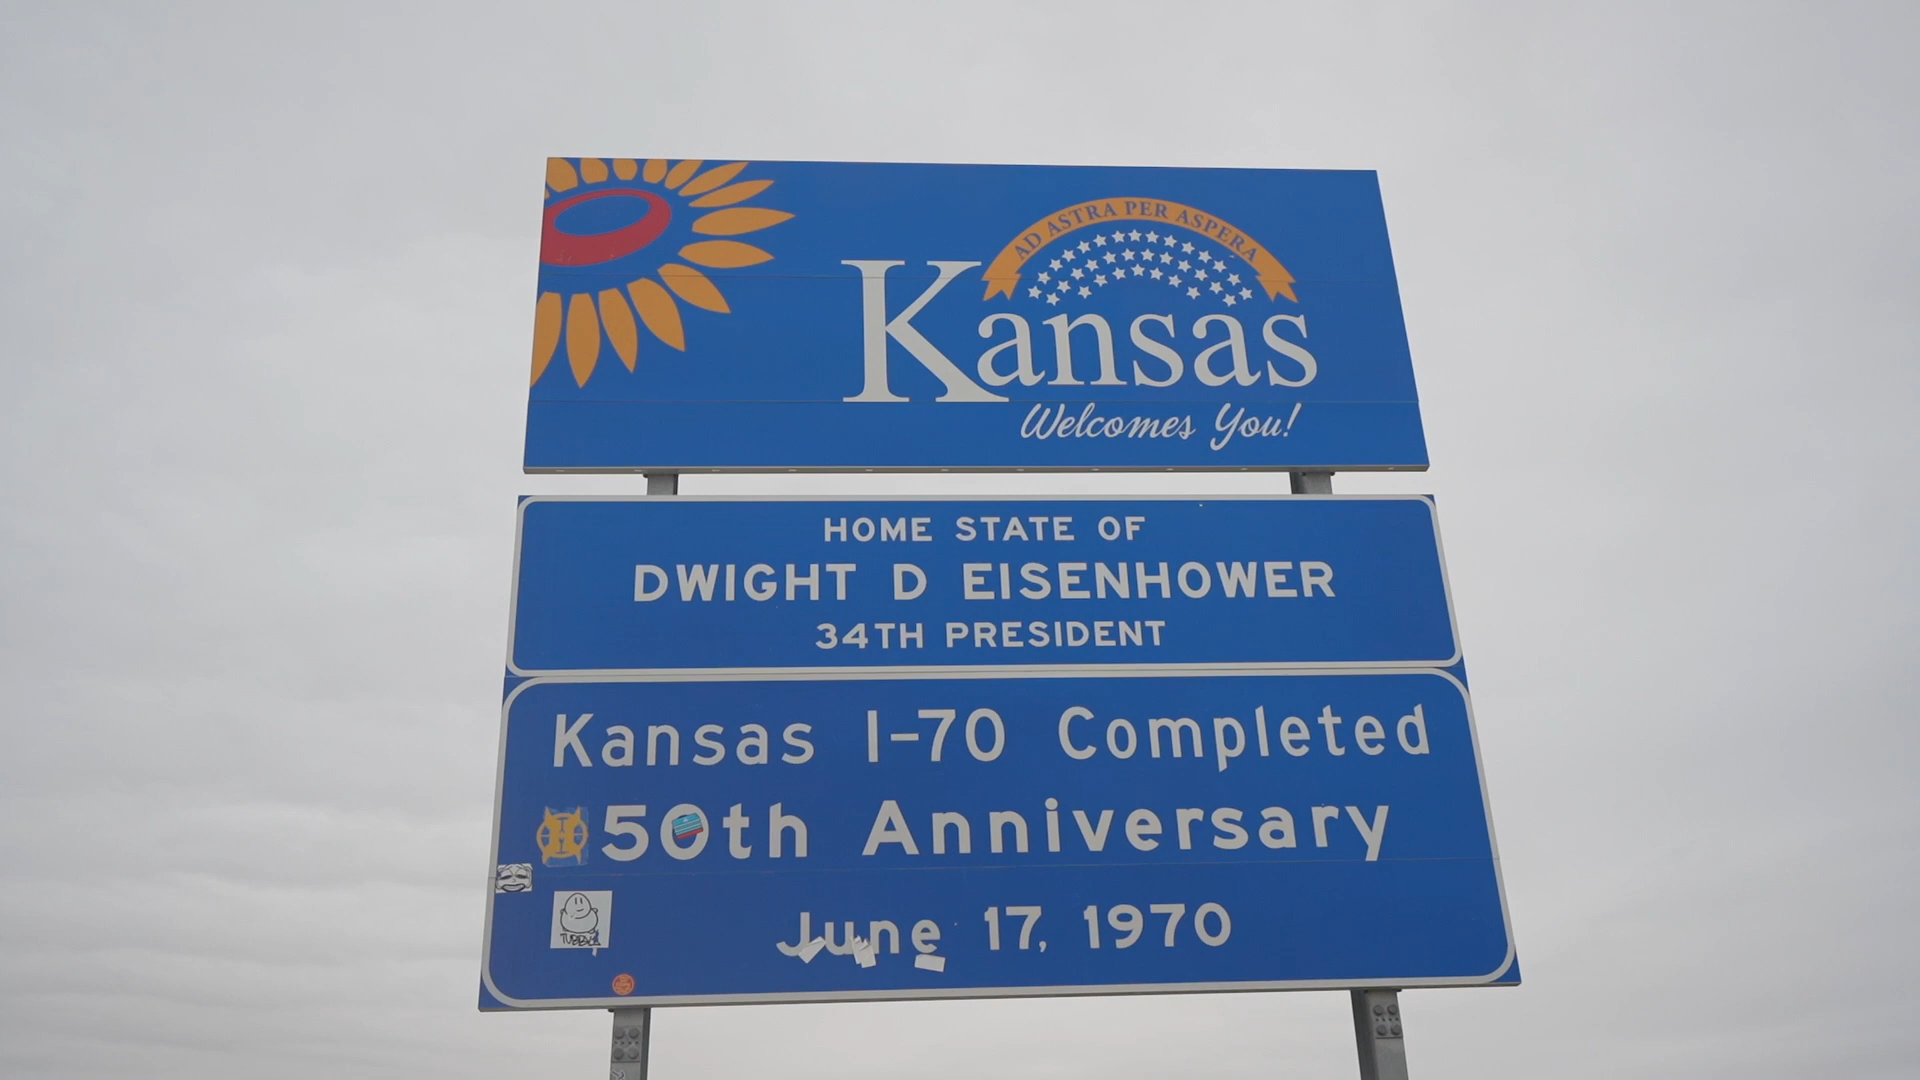 AD ASTRA PER ASPERA
Kansas
Welcomes You!
HOME STATE OF
DWIGHT D EISENHOWER
34TH PRESIDENT
Kansas I-70 Completed
50th Anniversary
June 17, 1970